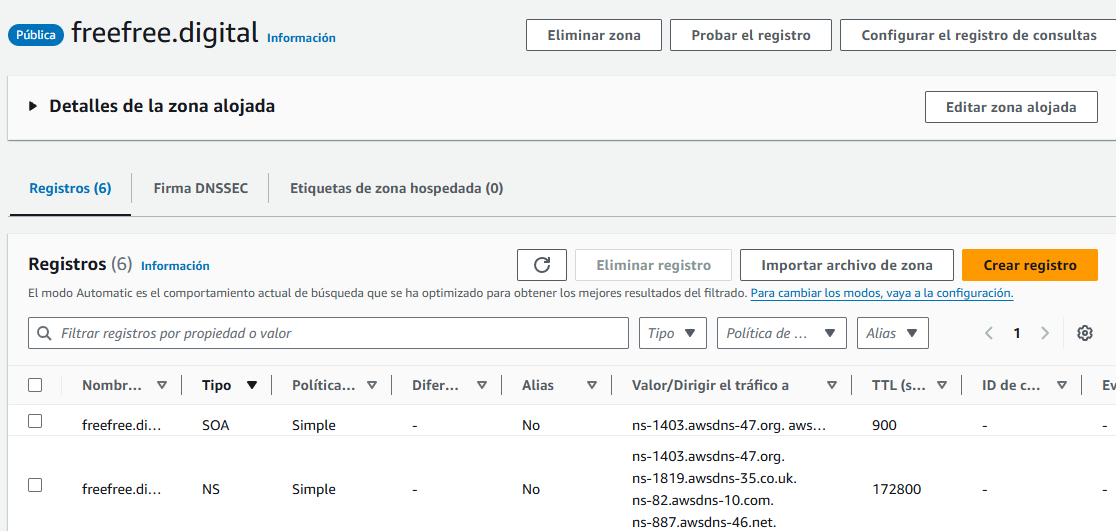 Pública freefree.digital Información Eliminar zona Probar el registro Configurar el registro de consultas
Detalles de la zona alojada Editar zona alojada
Registros (6) Firma DNSSEC Etiquetas de zona hospedada (0)
Registros (6) Información Eliminar registro Importar archivo de zona Crear registro
El modo Automatic es el comportamiento actual de búsqueda que se ha optimizado para obtener los mejores resultados del filtrado. Para cambiar los modos, vaya a la configuración.
Filtrar registros por propiedad o valor Tipo Política de ... Alias 1
Nombr... Tipo Política... Difer... Alias Valor/Dirigir el tráfico a TTL (s... ID de c... Ev
freefree.di... SOA Simple - No ns-1403.awsdns-47.org. aws... 900 - -
ns-1403.awsdns-47.org.
ns-1819.awsdns-35.co.uk.
freefree.di... NS Simple - No 172800 - -
ns-82.awsdns-10.com.
ns-887.awsdns-46.net.